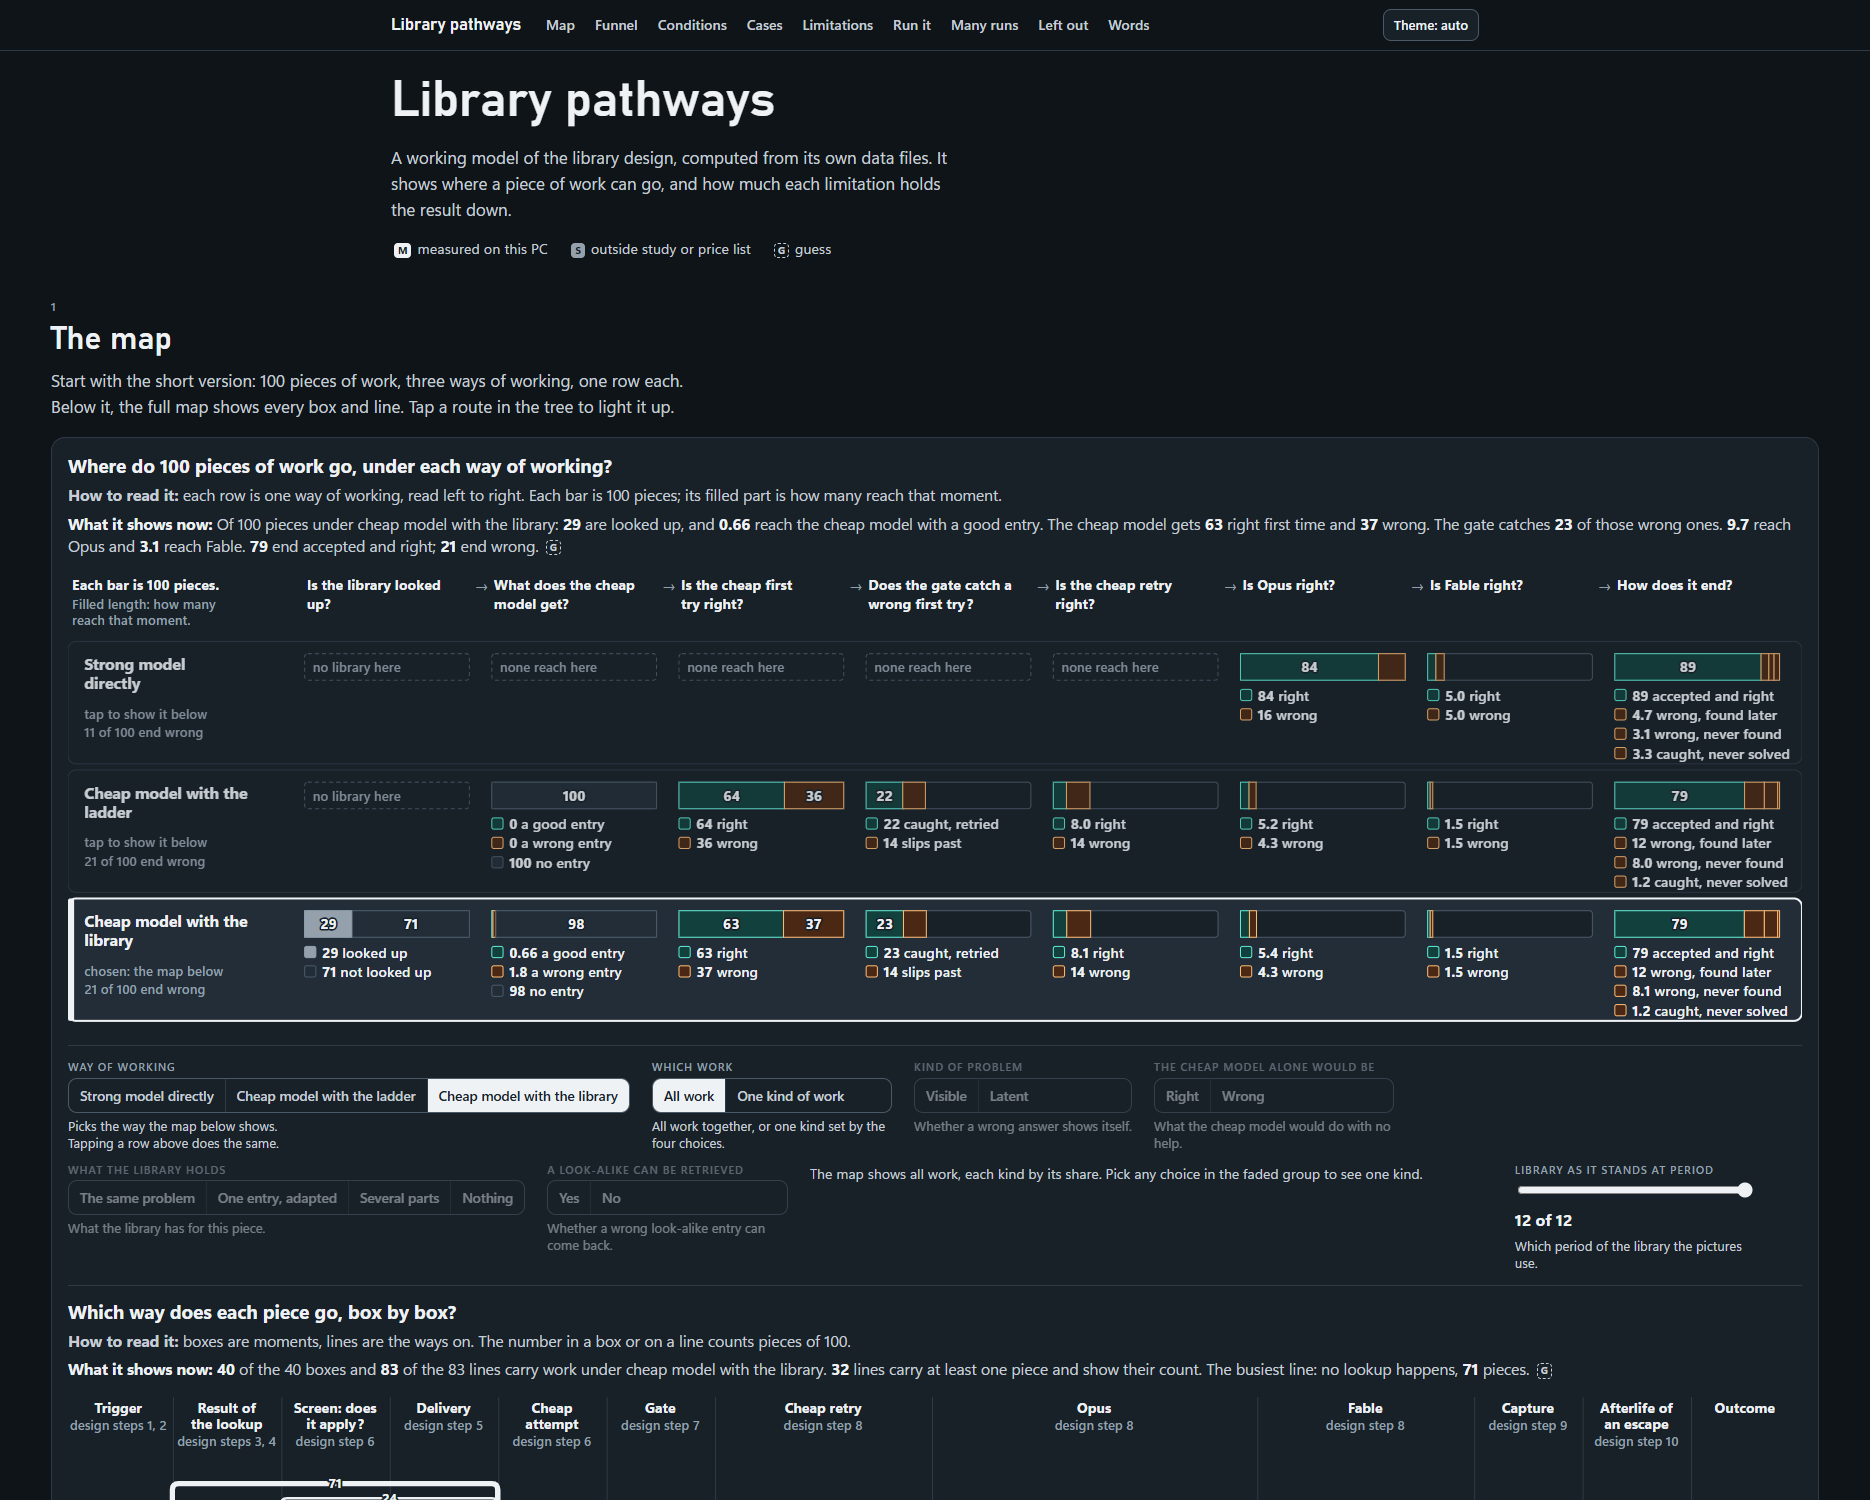 Library pathways Map Funnel Conditions Cases Limitations Run it Many runs Left out Words Theme: auto
Library pathways
A working model of the library design, computed from its own data files. It
shows where a piece of work can go, and how much each limitation holds
the result down.
M measured on this PC S outside study or price list G guess
1
The map
Start with the short version: 100 pieces of work, three ways of working, one row each.
Below it, the full map shows every box and line. Tap a route in the tree to light it up.
Where do 100 pieces of work go, under each way of working?
How to read it: each row is one way of working, read left to right. Each bar is 100 pieces; its filled part is how many reach that moment.
What it shows now: Of 100 pieces under cheap model with the library: 29 are looked up, and 0.66 reach the cheap model with a good entry. The cheap model gets 63 right first time and 37 wrong. The gate catches 23 of those wrong ones. 9.7 reach
Opus and 3.1 reach Fable. 79 end accepted and right; 21 end wrong. G
Each bar is 100 pieces.
Filled length: how many
reach that moment.
Is the library looked
up?
→ What does the cheap
model get?
→ Is the cheap first
try right?
→ Does the gate catch a
wrong first try?
→ Is the cheap retry
right?
→ Is Opus right?
→ Is Fable right?
→ How does it end?
Strong model
directly
tap to show it below
11 of 100 end wrong
no library here
none reach here
none reach here
none reach here
none reach here
84
84 right
16 wrong
5.0 right
5.0 wrong
89
89 accepted and right
4.7 wrong, found later
3.1 wrong, never found
3.3 caught, never solved
Cheap model with the
ladder
tap to show it below
21 of 100 end wrong
no library here
100
0 a good entry
0 a wrong entry
100 no entry
64 36
64 right
36 wrong
22
22 caught, retried
14 slips past
8.0 right
14 wrong
5.2 right
4.3 wrong
1.5 right
1.5 wrong
79
79 accepted and right
12 wrong, found later
8.0 wrong, never found
1.2 caught, never solved
Cheap model with the
library
chosen: the map below
21 of 100 end wrong
29 71
29 looked up
71 not looked up
98
0.66 a good entry
1.8 a wrong entry
98 no entry
63 37
63 right
37 wrong
23
23 caught, retried
14 slips past
8.1 right
14 wrong
5.4 right
4.3 wrong
1.5 right
1.5 wrong
79
79 accepted and right
12 wrong, found later
8.1 wrong, never found
1.2 caught, never solved
WAY OF WORKING
Strong model directly Cheap model with the ladder Cheap model with the library
Picks the way the map below shows.
Tapping a row above does the same.
WHICH WORK
All work One kind of work
All work together, or one kind set by the
four choices.
KIND OF PROBLEM
Visible Latent
Whether a wrong answer shows itself.
THE CHEAP MODEL ALONE WOULD BE
Right Wrong
What the cheap model would do with no
help.
WHAT THE LIBRARY HOLDS
The same problem One entry, adapted Several parts Nothing
What the library has for this piece.
A LOOK-ALIKE CAN BE RETRIEVED
Yes No
Whether a wrong look-alike entry can
come back.
The map shows all work, each kind by its share. Pick any choice in the faded group to see one kind.
LIBRARY AS IT STANDS AT PERIOD
12 of 12
Which period of the library the pictures
use.
Which way does each piece go, box by box?
How to read it: boxes are moments, lines are the ways on. The number in a box or on a line counts pieces of 100.
What it shows now: 40 of the 40 boxes and 83 of the 83 lines carry work under cheap model with the library. 32 lines carry at least one piece and show their count. The busiest line: no lookup happens, 71 pieces. G
Trigger
design steps 1, 2
Result of
the lookup
design steps 3, 4
Screen: does
it apply?
design step 6
Delivery
design step 5
Cheap
attempt
design step 6
Gate
design step 7
Cheap retry
design step 8
Opus
design step 8
Fable
design step 8
Capture
design step 9
Afterlife of
an escape
design step 10
Outcome
71
24